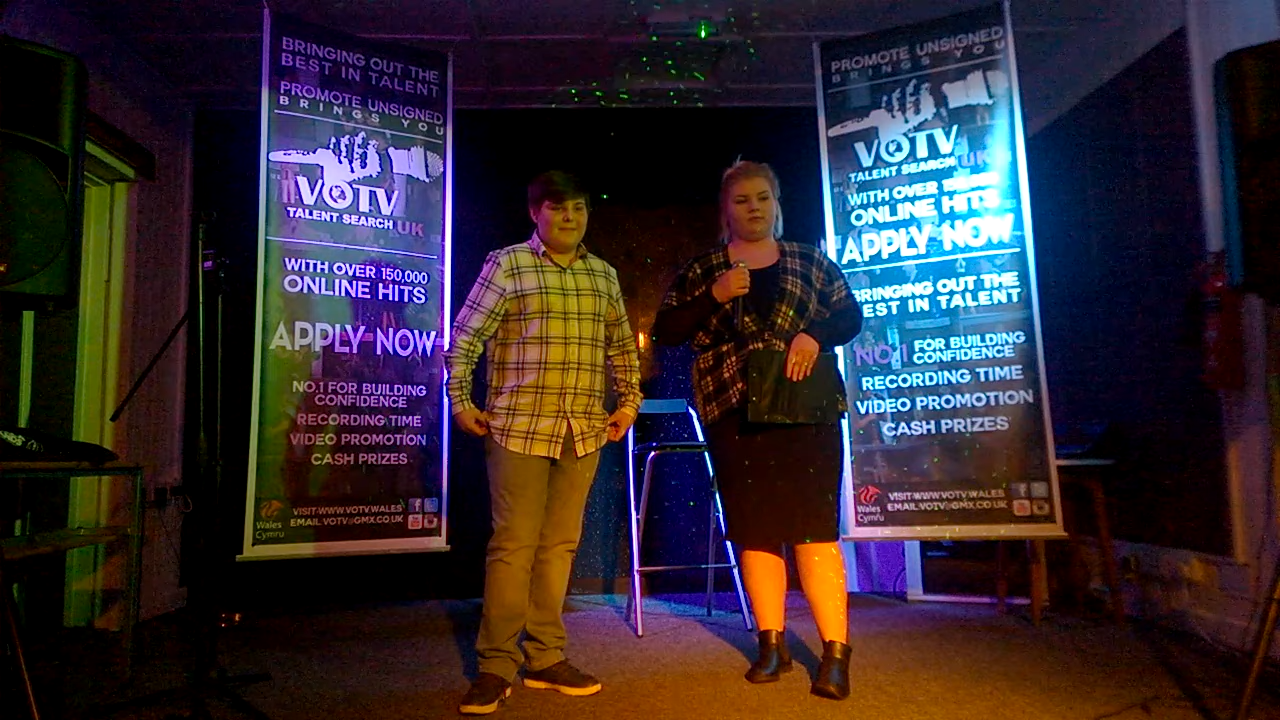 BRINGING OUT THE
BEST IN TALENT
PROMOTE UNSIGNED
BRINGS YOU
VOTV
TALENT SEARCH UK
WITH OVER 150,000
ONLINE HITS
APPLY NOW
NO.1 FOR BUILDING
CONFIDENCE
RECORDING TIME
VIDEO PROMOTION
CASH PRIZES
Wales
Cymru
VISIT:WWW.VOTV.WALES
EMAIL:VOTV@GMX.CO.UK
PROMOTE UNSIGNED
BRINGS YOU
VOTV
TALENT SEARCH UK
WITH OVER
ONLINE HITS
APPLY NOW
BRINGING OUT THE
BEST IN TALENT
NO.1 FOR BUILDING
CONFIDENCE
RECORDING TIME
VIDEO PROMOTION
CASH PRIZES
Wales
Cymru
VISIT:WWW.VOTV.WALES
EMAIL:VOTV@GMX.CO.UK